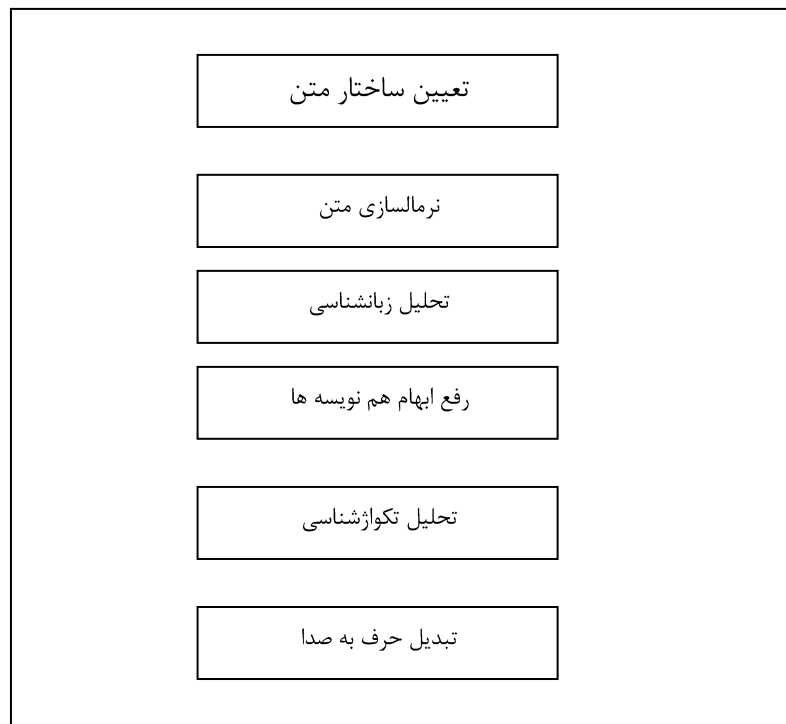 تعیین ساختار متن
نرمالسازی متن
تحلیل زبانشناسی
رفع ابهام هم نویسه ها
تحلیل تکواژشناسی
تبدیل حرف به صدا